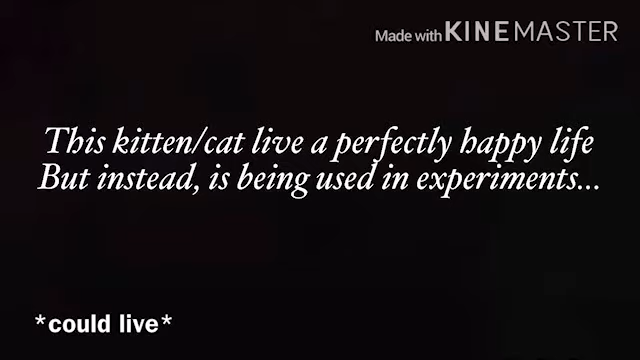 Made with KINEMASTER
This kitten/cat live a perfectly happy life
But instead, is being used in experiments...
*could live*